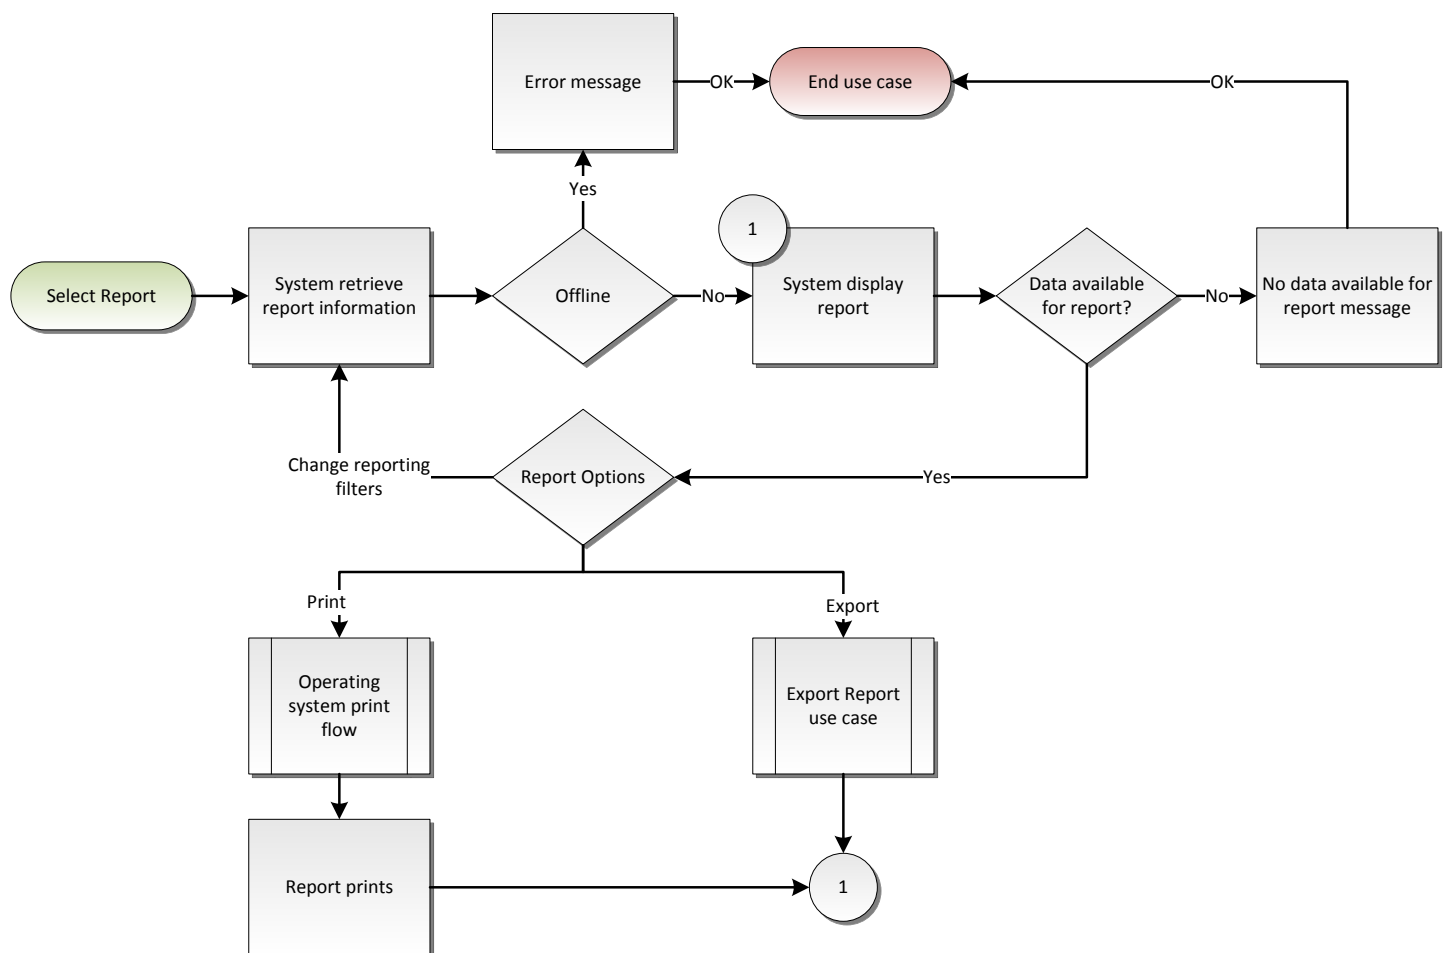 Error message
OK
End use case
OK
Yes
1
Select Report
System retrieve
report information
Offline
No
System display
report
Data available
for report?
No
No data available for
report message
Change reporting
filters
Report Options
Yes
Print
Export
Operating
system print
flow
Export Report
use case
Report prints
1